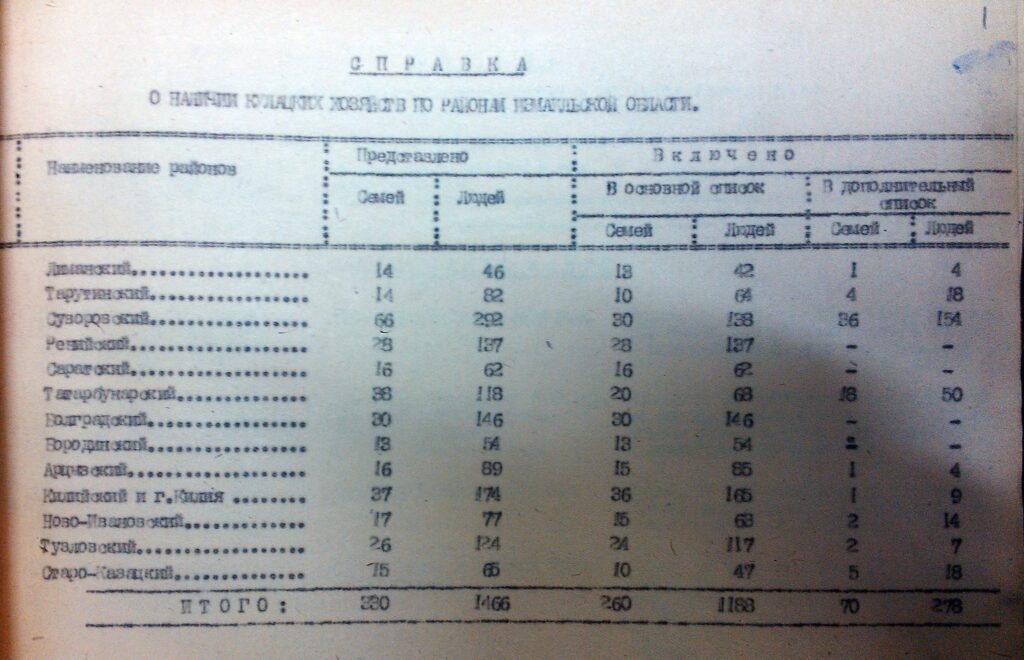 С П Р А В К А
О НАЛИЧИИ КУЛАЦКИХ ХОЗЯЙСТВ ПО РАЙОНАМ ИЗМАИЛЬСКОЙ ОБЛАСТИ.
Наименование районов Представлено В к л ю ч е н о
Семей Людей В основной список В дополнительный список
Семей Людей Семей Людей
Лиманский 14 46 13 42 1 4
Тарутинский 14 82 10 64 4 18
Суворовский 66 292 30 138 36 154
Ренийский 28 137 28 137 - -
Саратский 16 62 16 62 - -
Татарбунарский 38 118 20 68 18 50
Болградский 30 146 30 146 - -
Бородинский 13 54 13 54 - -
Арцызский 16 89 15 85 1 4
Килийский и г.Килия 37 174 36 165 1 9
Ново-Ивановский 17 77 15 63 2 14
Тузловский 26 124 24 117 2 7
Старо-Казацкий 15 65 10 47 5 18
И Т О Г О : 330 1466 260 1188 70 278